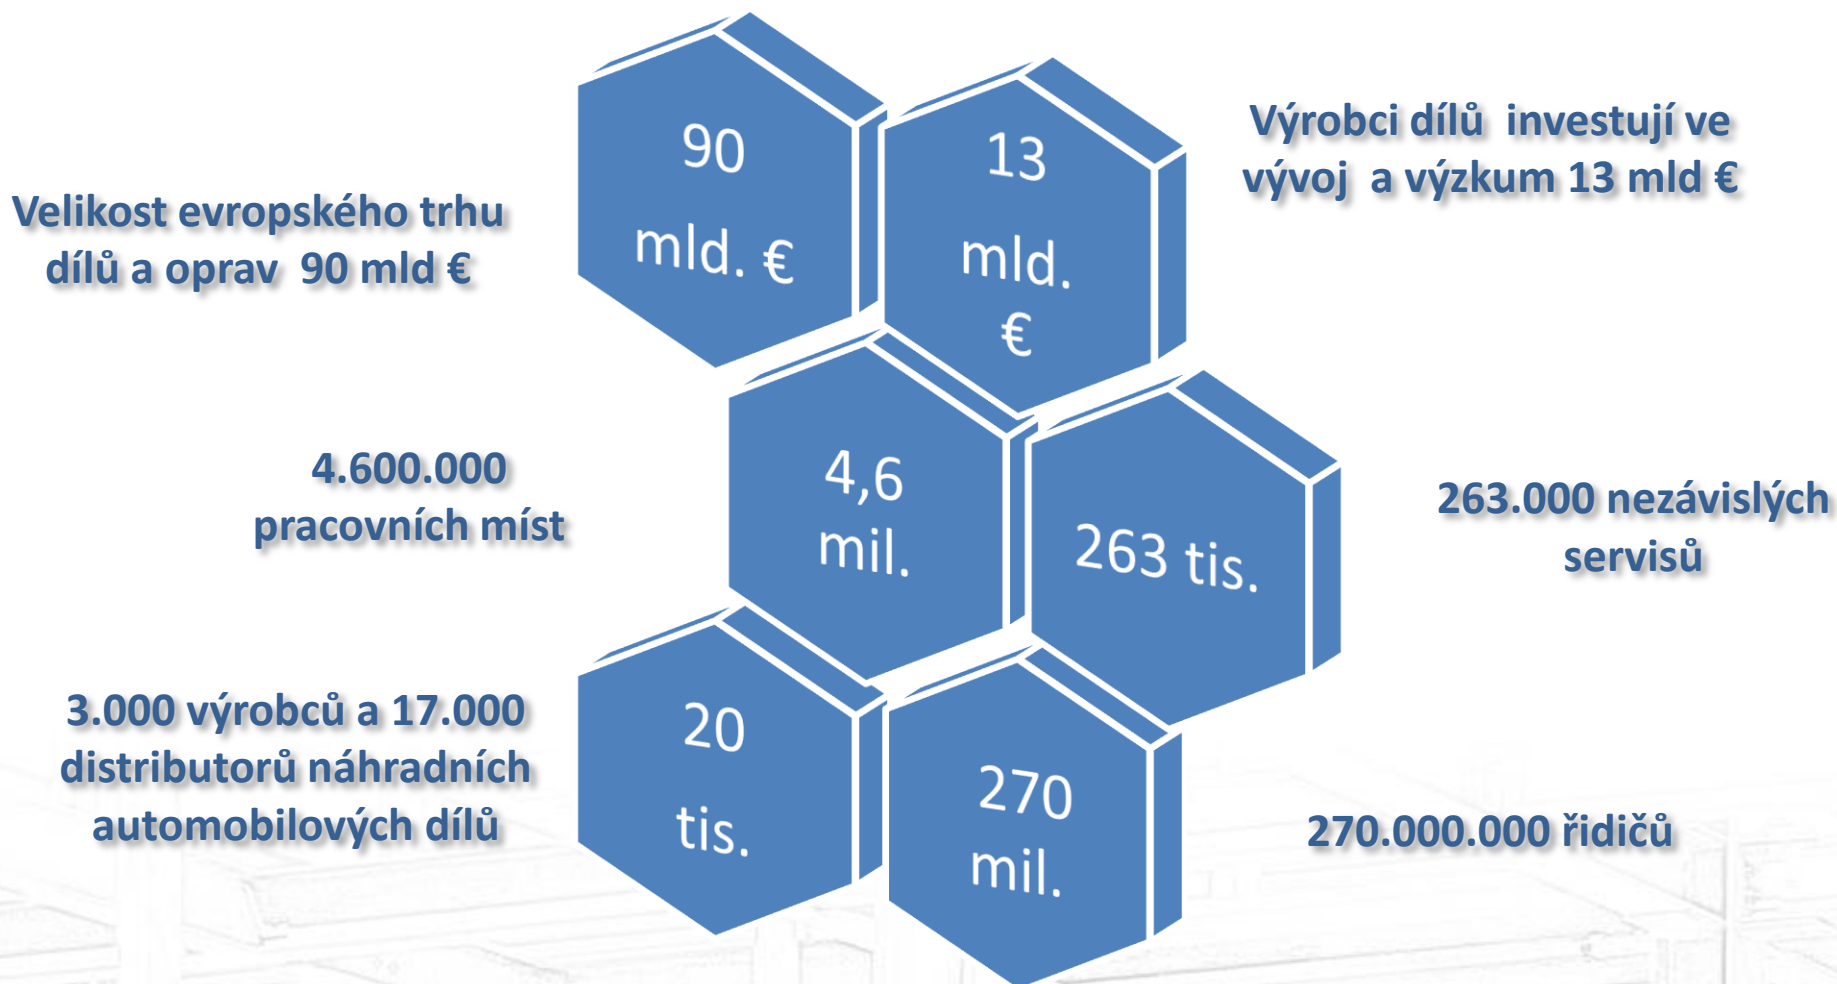 Velikost evropského trhu
dílů a oprav 90 mld €
90
mld. €
13
mld.
€
Výrobci dílů investují ve
vývoj a výzkum 13 mld €
4.600.000
pracovních míst
4,6
mil.
263 tis.
263.000 nezávislých
servisů
3.000 výrobců a 17.000
distributorů náhradních
automobilových dílů
20
tis.
270
mil.
270.000.000 řidičů